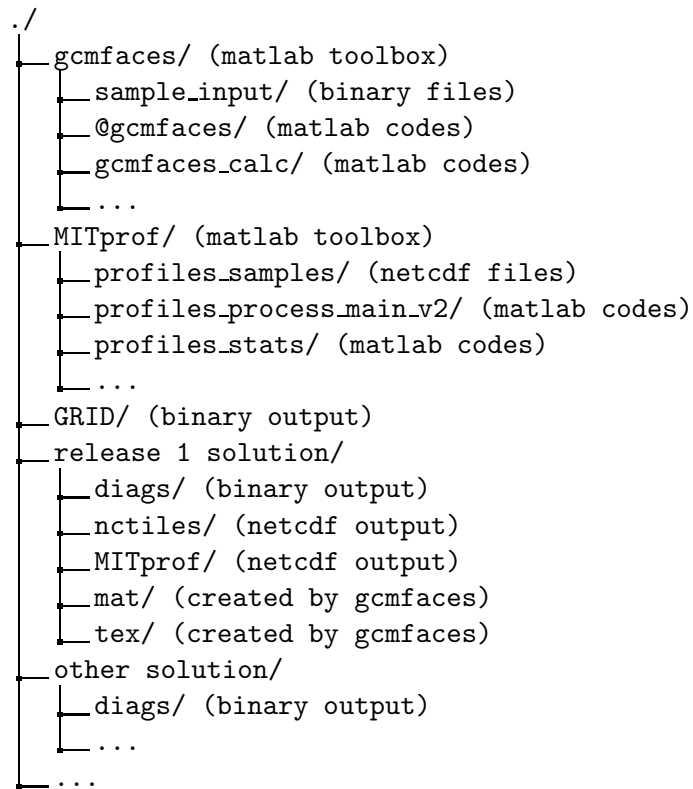 ./
gcmfaces/ (matlab toolbox)
sample_input/ (binary files)
@gcmfaces/ (matlab codes)
gcmfaces_calc/ (matlab codes)
...
MITprof/ (matlab toolbox)
profiles_samples/ (netcdf files)
profiles_process_main_v2/ (matlab codes)
profiles_stats/ (matlab codes)
...
GRID/ (binary output)
release 1 solution/
diags/ (binary output)
nctiles/ (netcdf output)
MITprof/ (netcdf output)
mat/ (created by gcmfaces)
tex/ (created by gcmfaces)
other solution/
diags/ (binary output)
...
...